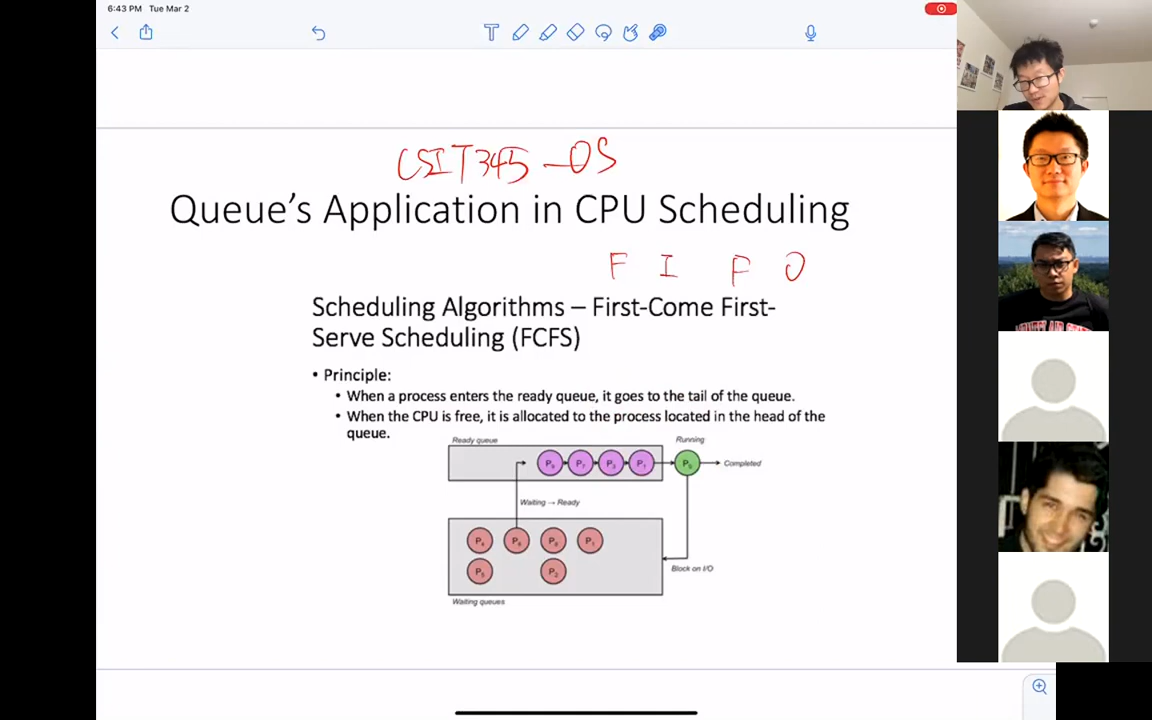 6:43 PM Tue Mar 2
CSIT345-OS
Queue's Application in CPU Scheduling
F I F O
Scheduling Algorithms – First-Come First-
Serve Scheduling (FCFS)
• Principle:
• When a process enters the ready queue, it goes to the tail of the queue.
• When the CPU is free, it is allocated to the process located in the head of the
queue.
Ready queue
Running
Completed
Waiting → Ready
Block on I/O
Waiting queues